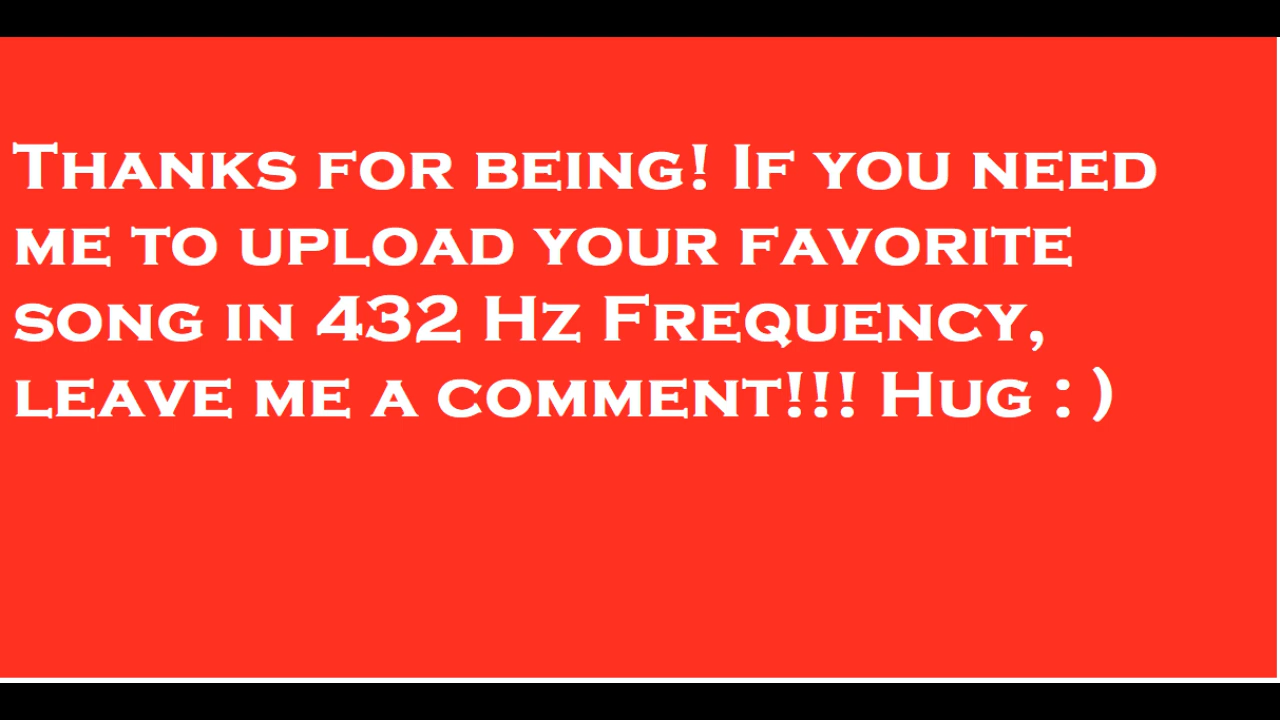 Thanks for being! If you need
me to upload your favorite
song in 432 Hz Frequency,
leave me a comment!!! Hug : )